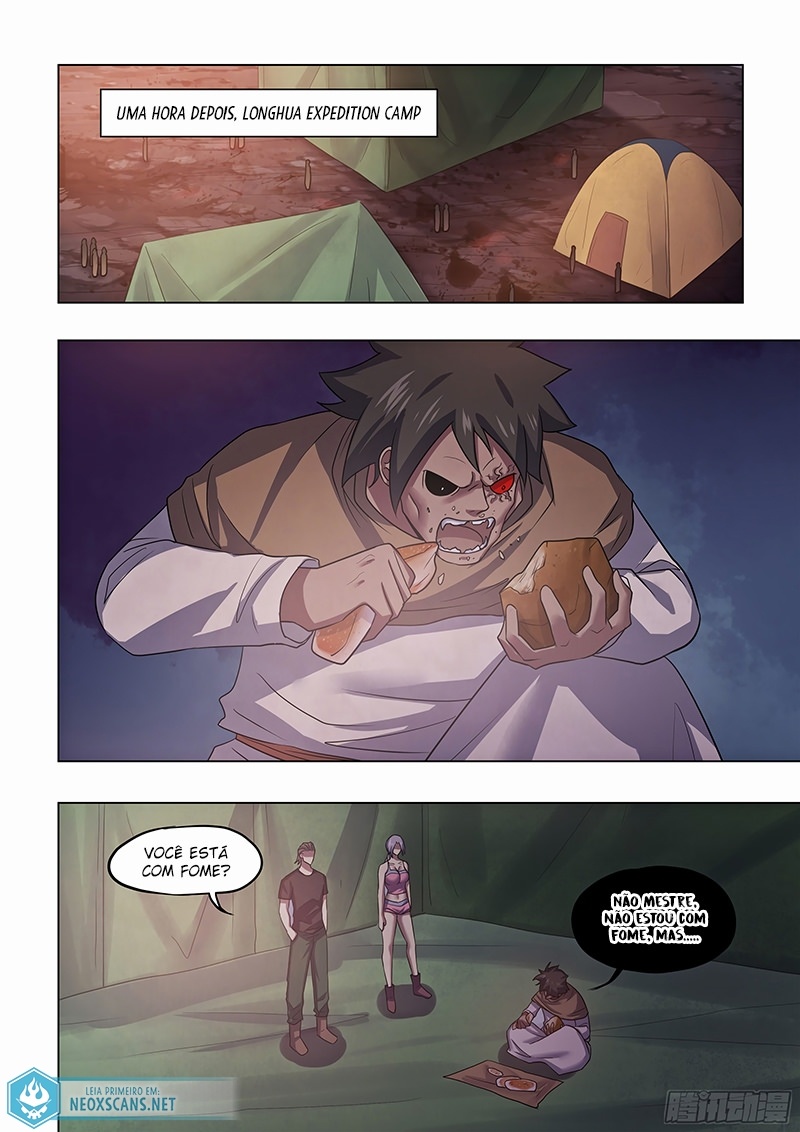 UMA HORA DEPOIS, LONGHUA EXPEDITION CAMP
VOCÊ ESTÁ
COM FOME?
NÃO MESTRE,
NÃO ESTOU COM
FOME, MAS.....
LEIA PRIMEIRO EM:
NEOXSCANS.NET
腾讯动漫